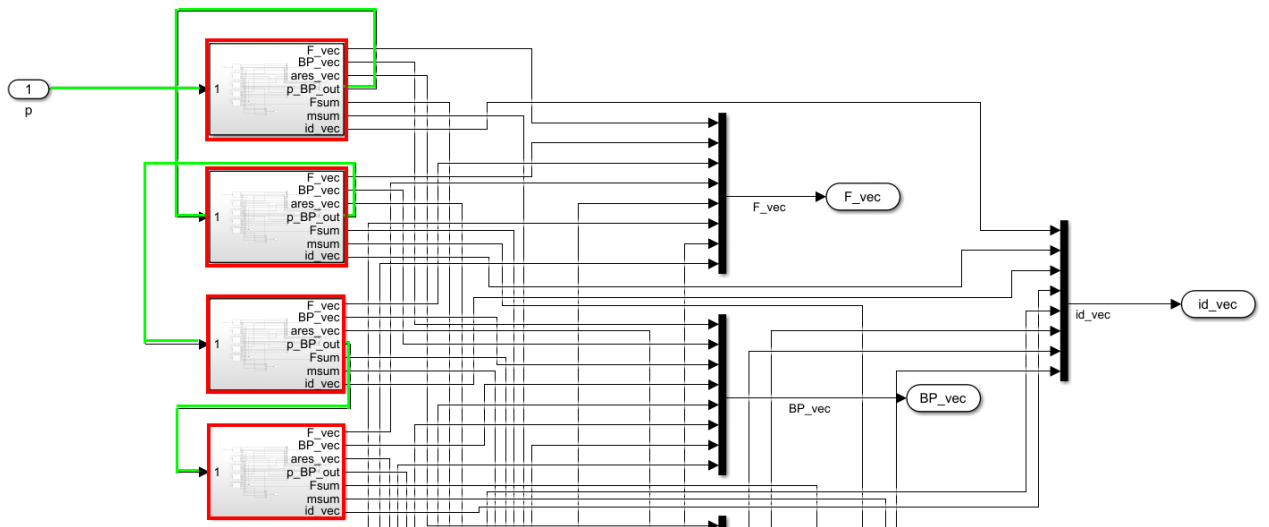 1
p
1
F_vec
BP_vec
ares_vec
p_BP_out
Fsum
msum
id_vec
1
F_vec
BP_vec
ares_vec
p_BP_out
Fsum
msum
id_vec
1
F_vec
BP_vec
ares_vec
p_BP_out
Fsum
msum
id_vec
1
F_vec
BP_vec
ares_vec
p_BP_out
Fsum
msum
id_vec
F_vec
F_vec
BP_vec
BP_vec
id_vec
id_vec